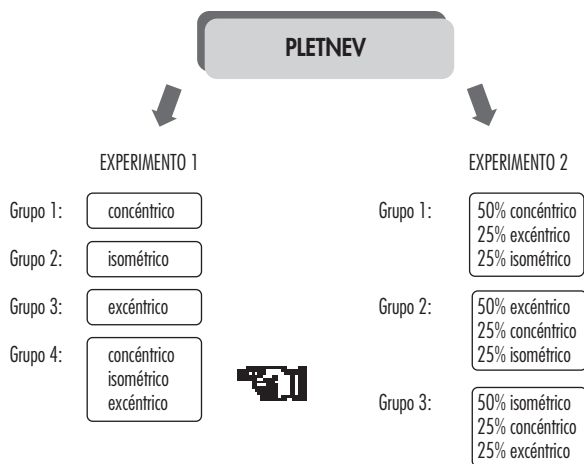 PLETNEV
EXPERIMENTO 1
Grupo 1: concéntrico
Grupo 2: isométrico
Grupo 3: excéntrico
Grupo 4: concéntrico
isométrico
excéntrico
EXPERIMENTO 2
Grupo 1: 50% concéntrico
25% excéntrico
25% isométrico
Grupo 2: 50% excéntrico
25% concéntrico
25% isométrico
Grupo 3: 50% isométrico
25% concéntrico
25% excéntrico